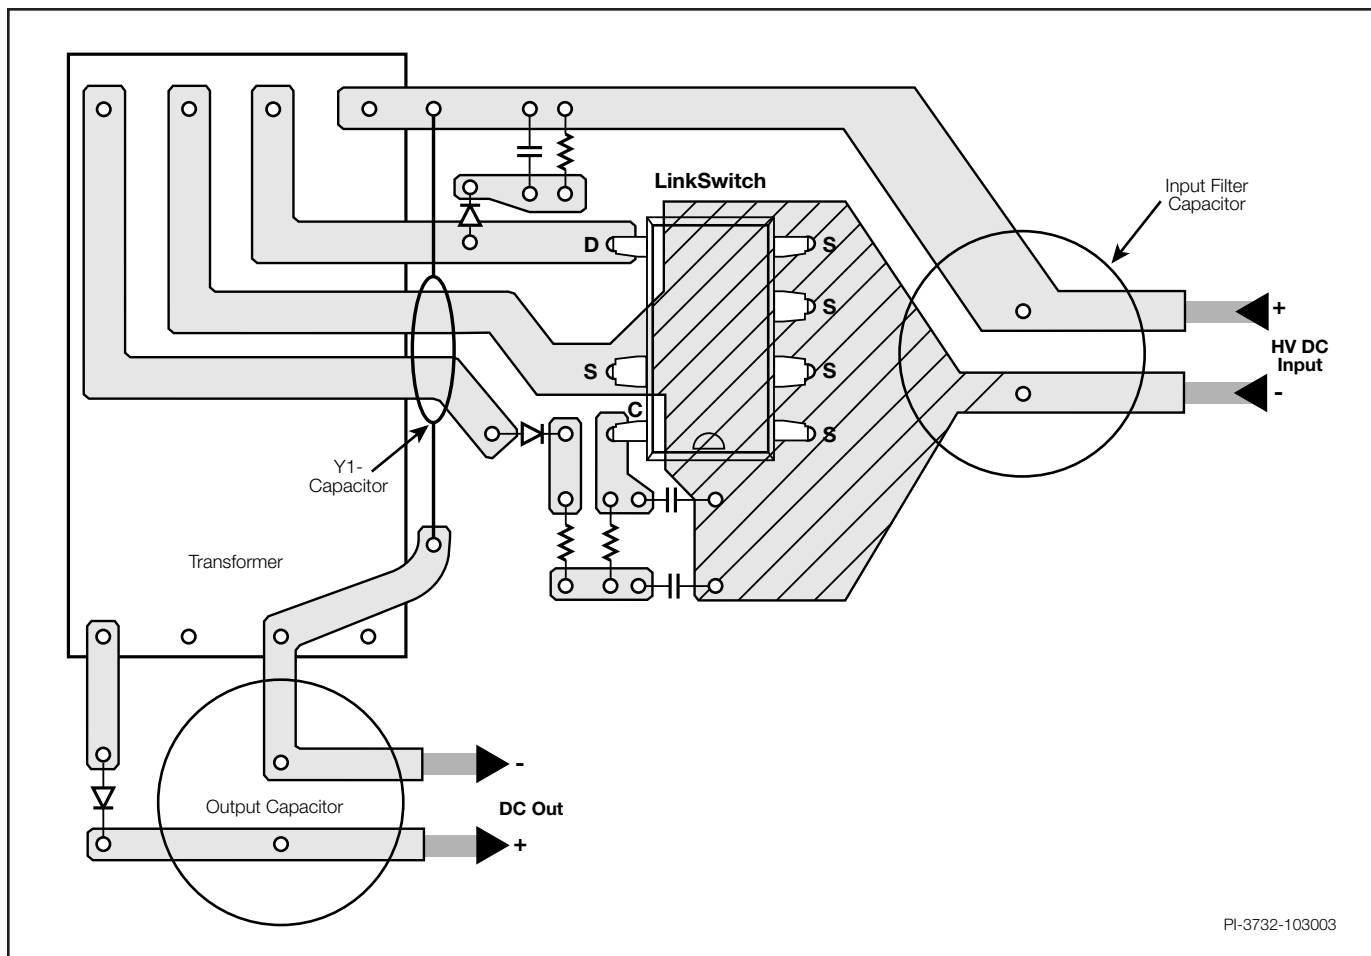 LinkSwitch
Input Filter
Capacitor
D
S
S
+
HV DC
Input
S
S
-
C
S
Y1-
Capacitor
Transformer
-
Output Capacitor
DC Out
+
PI-3732-103003